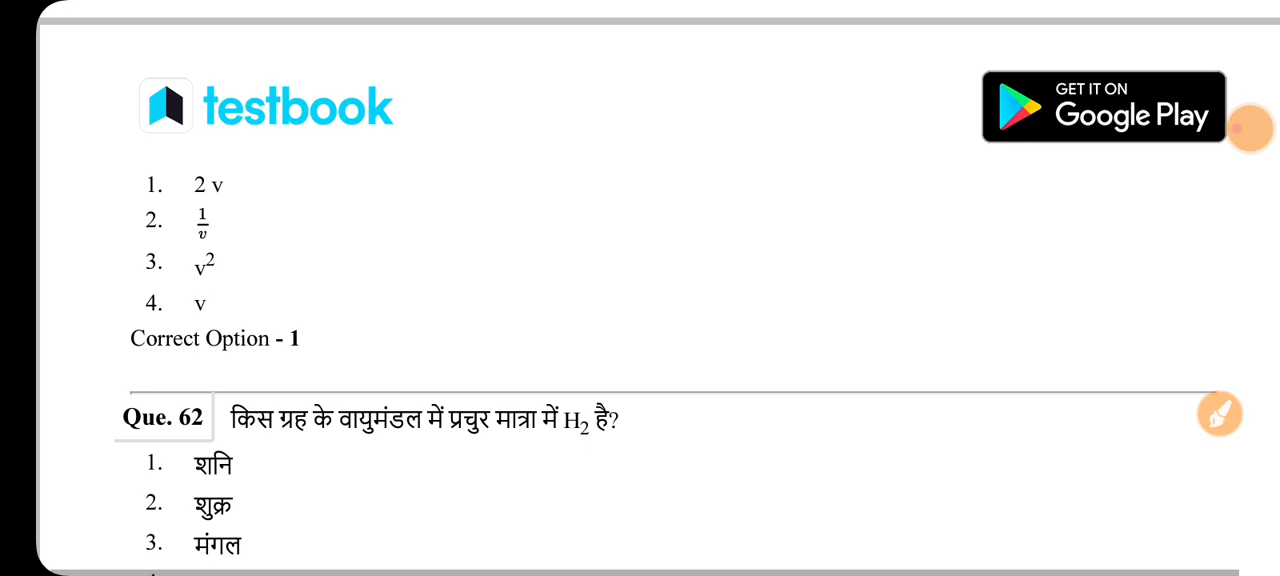 testbook
GET IT ON
Google Play
1. 2 v
2. 1/v
3. v²
4. v
Correct Option - 1
Que. 62 किस ग्रह के वायुमंडल में प्रचुर मात्रा में H₂ है?
1. शनि
2. शुक्र
3. मंगल